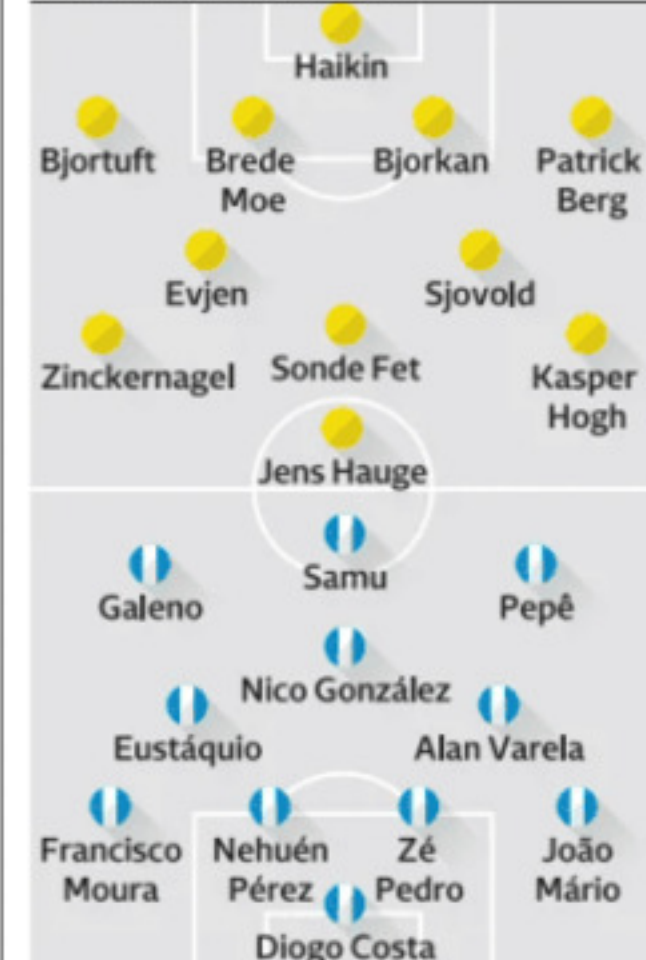 Haikin
Bjortuft Brede Moe Bjorkan Patrick Berg
Evjen Sjovold
Zinckernagel Sonde Fet Kasper Hogh
Jens Hauge
Samu
Galeno Pepê
Nico González
Eustáquio Alan Varela
Francisco Moura Nehuén Pérez Zé Pedro João Mário
Diogo Costa